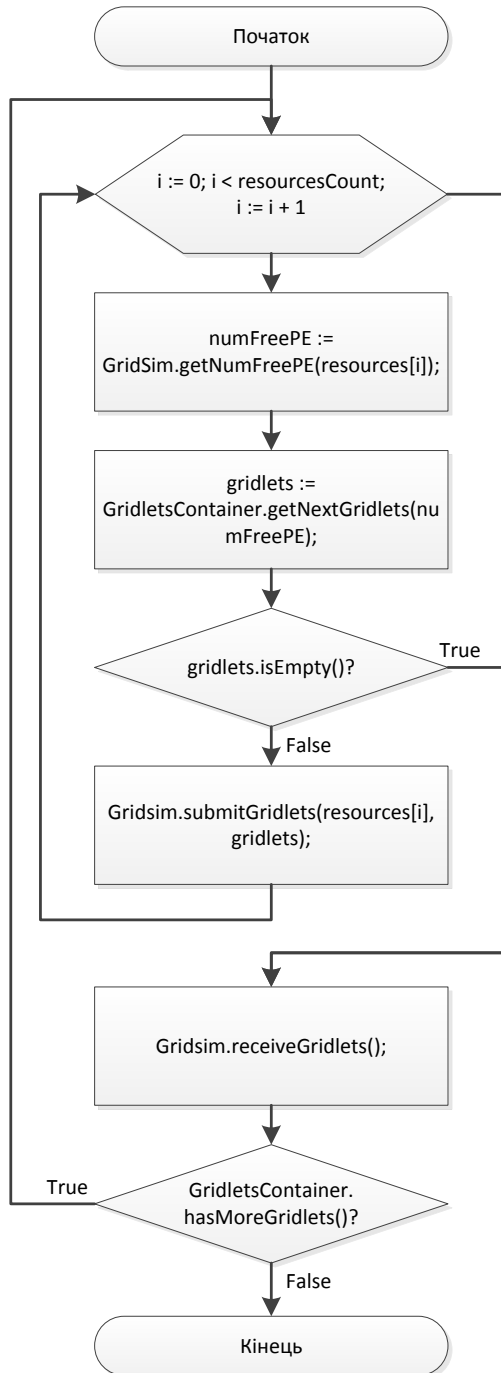 Початок
i := 0; i < resourcesCount;
i := i + 1
numFreePE :=
GridSim.getNumFreePE(resources[i]);
gridlets :=
GridletsContainer.getNextGridlets(nu
mFreePE);
gridlets.isEmpty()?
True
False
Gridsim.submitGridlets(resources[i],
gridlets);
Gridsim.receiveGridlets();
True
GridletsContainer.
hasMoreGridlets()?
False
Кінець